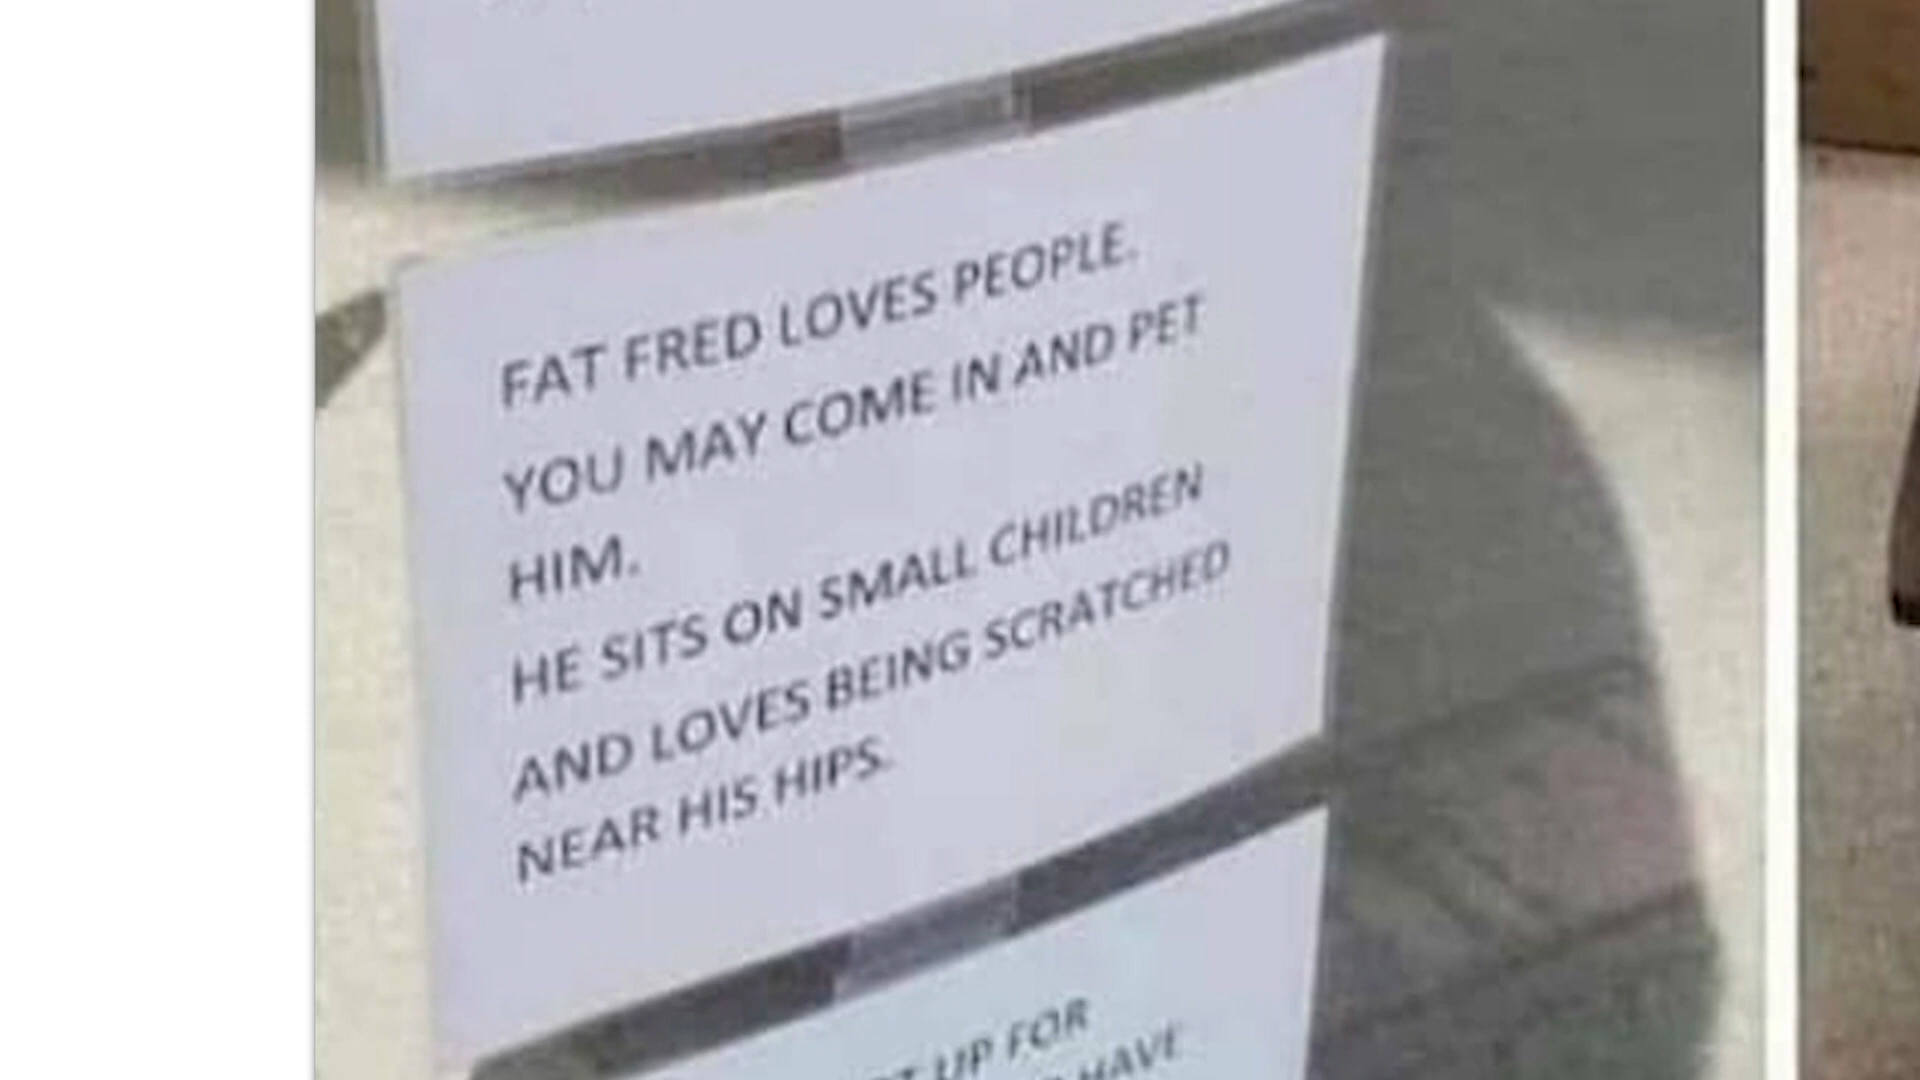 FAT FRED LOVES PEOPLE.
YOU MAY COME IN AND PET
HIM.
HE SITS ON SMALL CHILDREN
AND LOVES BEING SCRATCHED
NEAR HIS HIPS.
UP FOR
HAVE